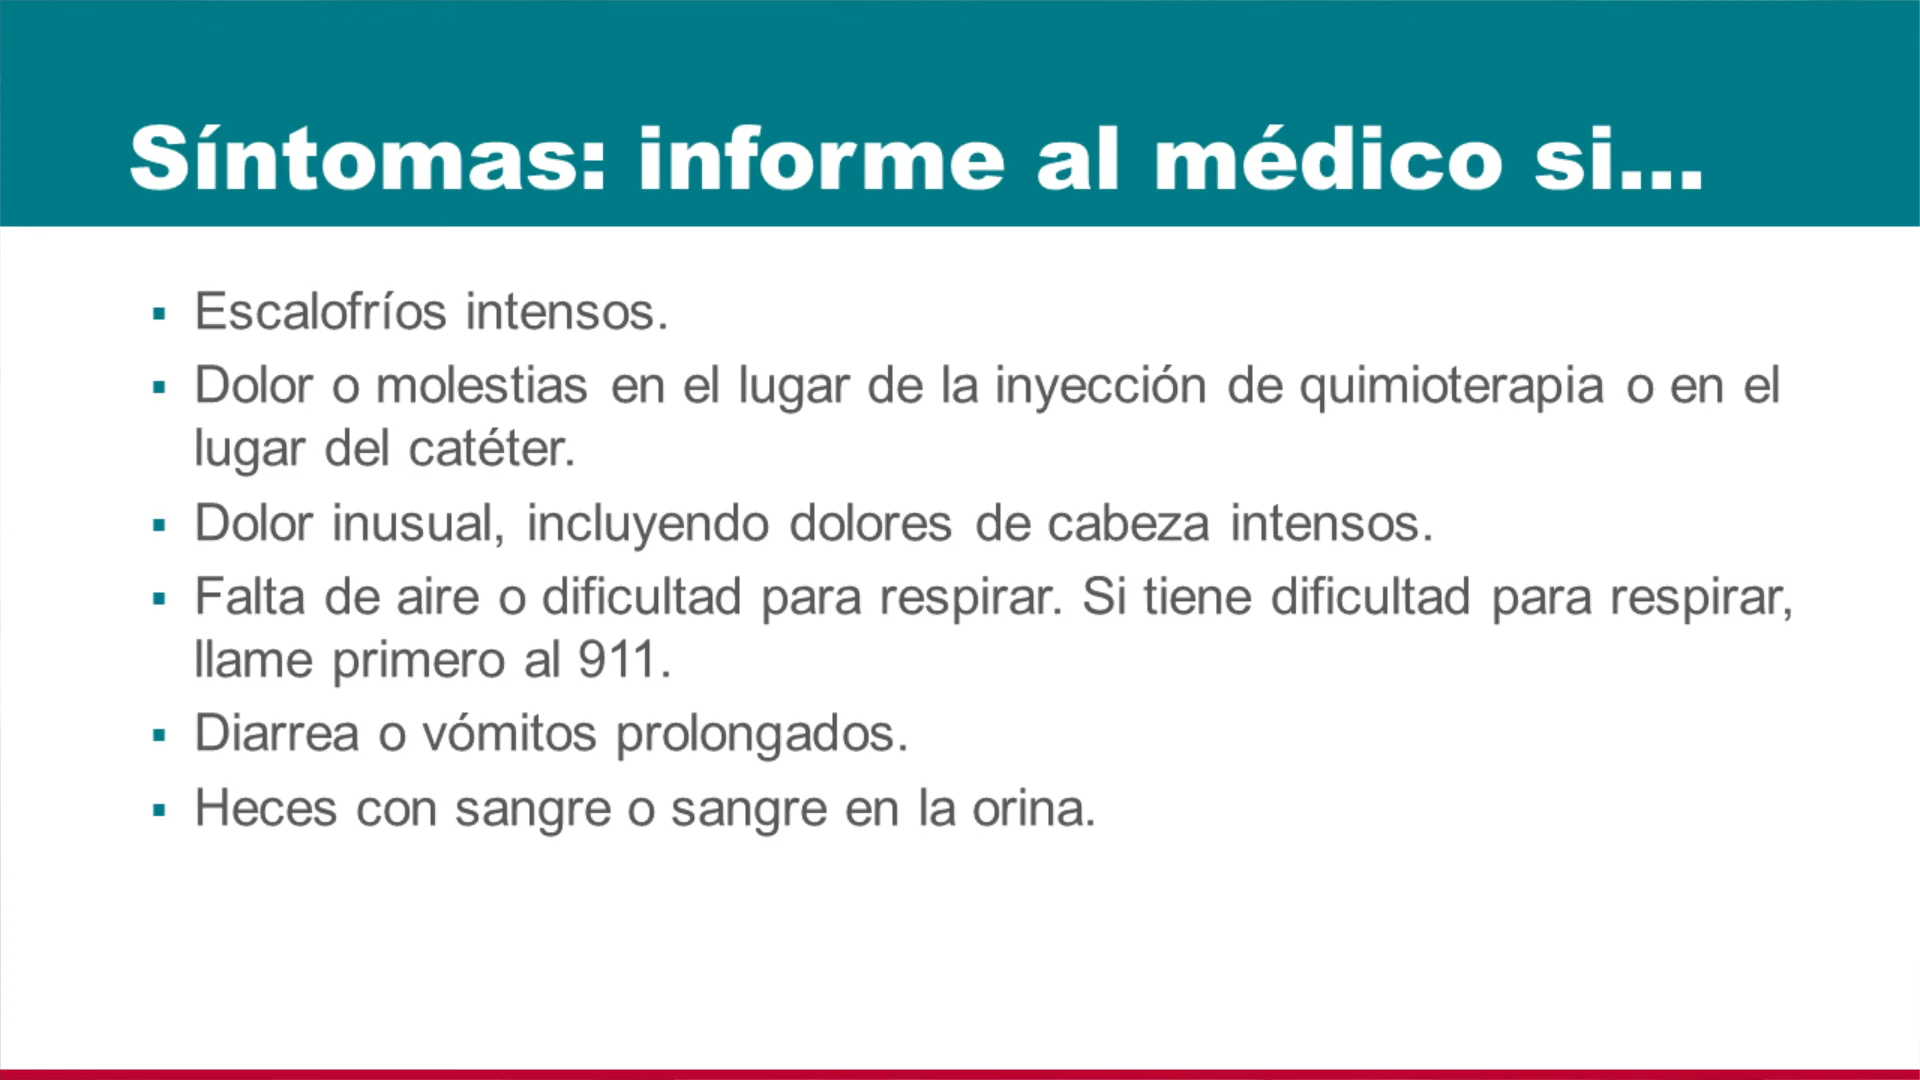 Síntomas: informe al médico si...
Escalofríos intensos.
Dolor o molestias en el lugar de la inyección de quimioterapia o en el
lugar del catéter.
Dolor inusual, incluyendo dolores de cabeza intensos.
Falta de aire o dificultad para respirar. Si tiene dificultad para respirar,
llame primero al 911.
Diarrea o vómitos prolongados.
Heces con sangre o sangre en la orina.